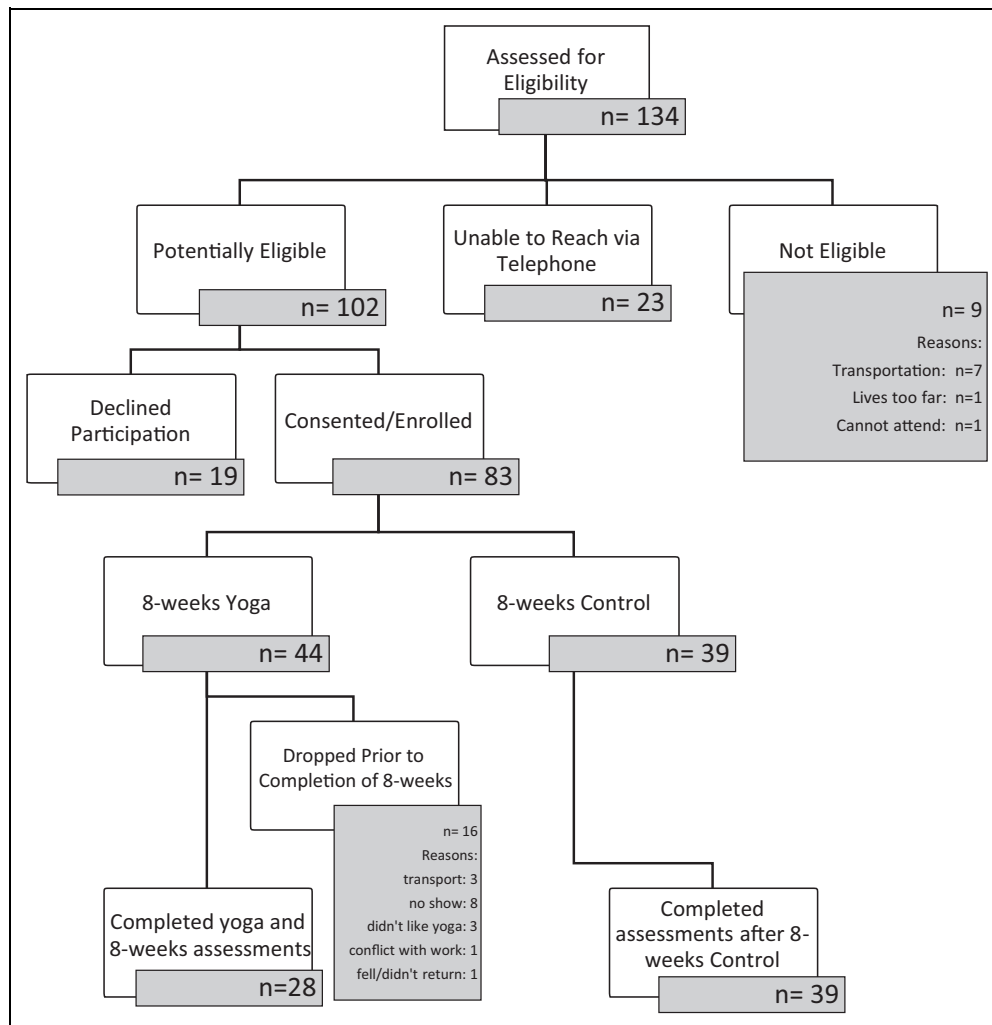 Assessed for
Eligibility
n= 134
Potentially Eligible
n= 102
Unable to Reach via
Telephone
n= 23
Not Eligible
n= 9
Reasons:
Transportation: n=7
Lives too far: n=1
Cannot attend: n=1
Declined
Participation
n= 19
Consented/Enrolled
n= 83
8-weeks Yoga
n= 44
8-weeks Control
n= 39
Dropped Prior to
Completion of 8-weeks
n= 16
Reasons:
transport: 3
no show: 8
didn't like yoga: 3
conflict with work: 1
fell/didn't return: 1
Completed yoga and
8-weeks assessments
n=28
Completed
assessments after 8-
weeks Control
n= 39